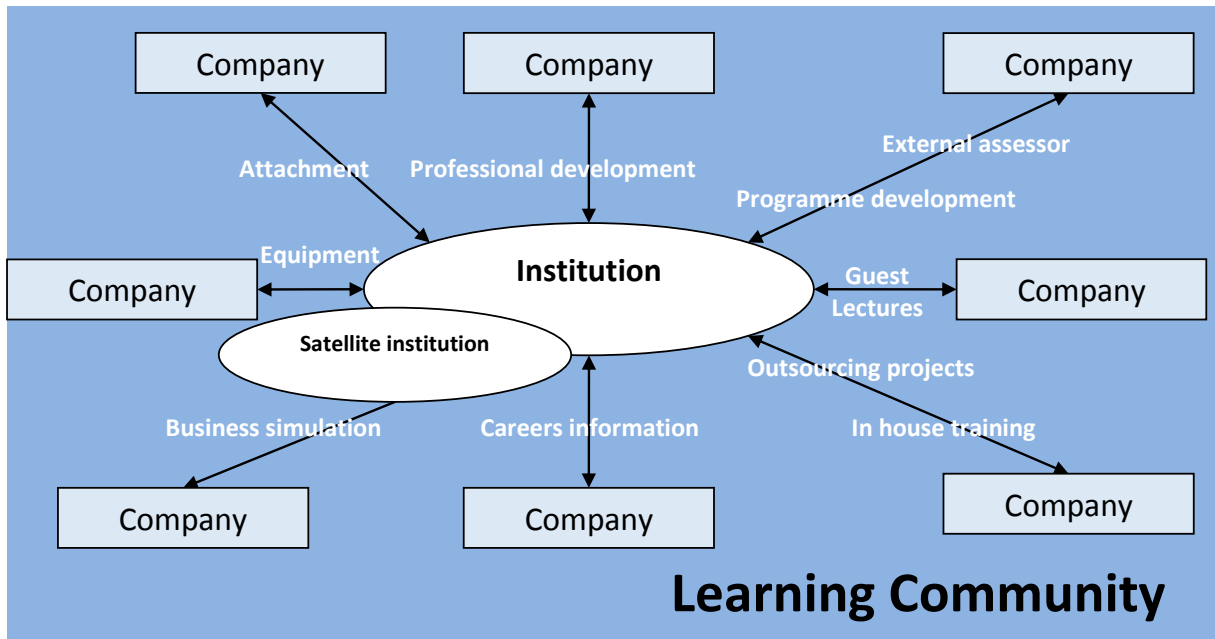 Company
Company
Company
External assessor
Attachment
Professional development
Programme development
Equipment
Institution
Company
Guest
Lectures
Company
Satellite institution
Outsourcing projects
Business simulation
Careers information
In house training
Company
Company
Company
Learning Community